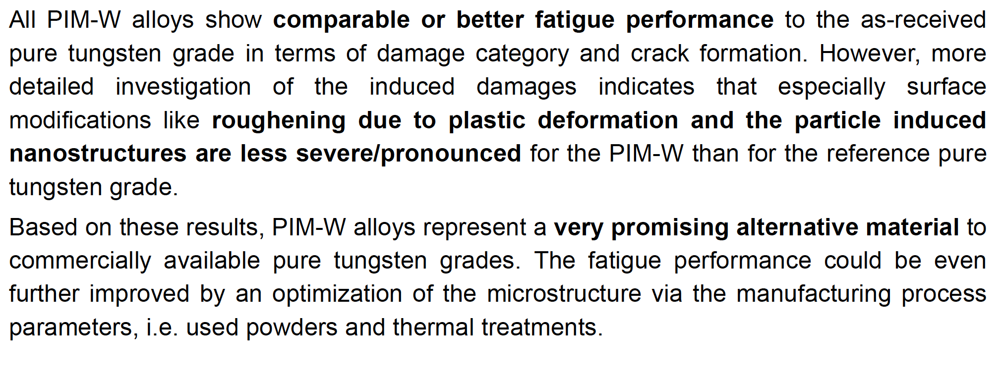 All PIM-W alloys show comparable or better fatigue performance to the as-received
pure tungsten grade in terms of damage category and crack formation. However, more
detailed investigation of the induced damages indicates that especially surface
modifications like roughening due to plastic deformation and the particle induced
nanostructures are less severe/pronounced for the PIM-W than for the reference pure
tungsten grade.
Based on these results, PIM-W alloys represent a very promising alternative material to
commercially available pure tungsten grades. The fatigue performance could be even
further improved by an optimization of the microstructure via the manufacturing process
parameters, i.e. used powders and thermal treatments.